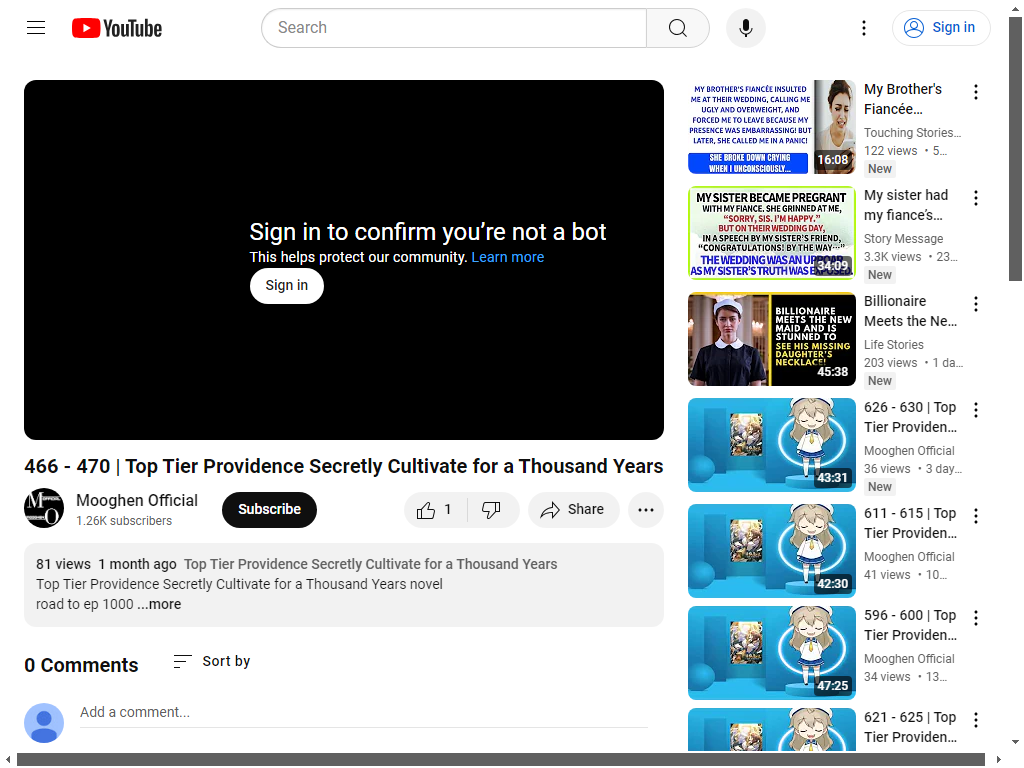 YouTube
Search
Sign in
Sign in to confirm you’re not a bot
This helps protect our community. Learn more
Sign in
466 - 470 | Top Tier Providence Secretly Cultivate for a Thousand Years
Mooghen Official
1.26K subscribers
Subscribe
1
Share
81 views 1 month ago Top Tier Providence Secretly Cultivate for a Thousand Years
Top Tier Providence Secretly Cultivate for a Thousand Years novel
road to ep 1000 ...more
0 Comments
Sort by
Add a comment...
MY BROTHER'S FIANCÉE INSULTED
ME AT THEIR WEDDING, CALLING ME
UGLY AND OVERWEIGHT, AND
FORCED ME TO LEAVE BECAUSE MY
PRESENCE WAS EMBARRASSING! BUT
LATER, SHE CALLED ME IN A PANIC!
SHE BROKE DOWN CRYING
WHEN I UNCONSCIOUSLY...
16:08
My Brother's
Fiancée...
Touching Stories...
122 views • 5...
New
MY SISTER BECAME PREGRANT
WITH MY FIANCE. SHE GRINNED AT ME,
“SORRY, SIS. I'M HAPPY.”
BUT ON THEIR WEDDING DAY,
IN A SPEECH BY MY SISTER'S FRIEND,
“CONGRATULATIONS! BY THE WAY...”
THE WEDDING WAS AN UPROAR
AS MY SISTER'S TRUTH WAS EXPOSED.
34:09
My sister had
my fiance’s...
Story Message
3.3K views • 23...
New
BILLIONAIRE
MEETS THE NEW
MAID AND IS
STUNNED TO
SEE HIS MISSING
DAUGHTER'S
NECKLACE!
45:38
Billionaire
Meets the Ne...
Life Stories
203 views • 1 da...
New
43:31
626 - 630 | Top
Tier Providen...
Mooghen Official
36 views • 3 day...
New
42:30
611 - 615 | Top
Tier Providen...
Mooghen Official
41 views • 10...
47:25
596 - 600 | Top
Tier Providen...
Mooghen Official
34 views • 13...
621 - 625 | Top
Tier Providen...